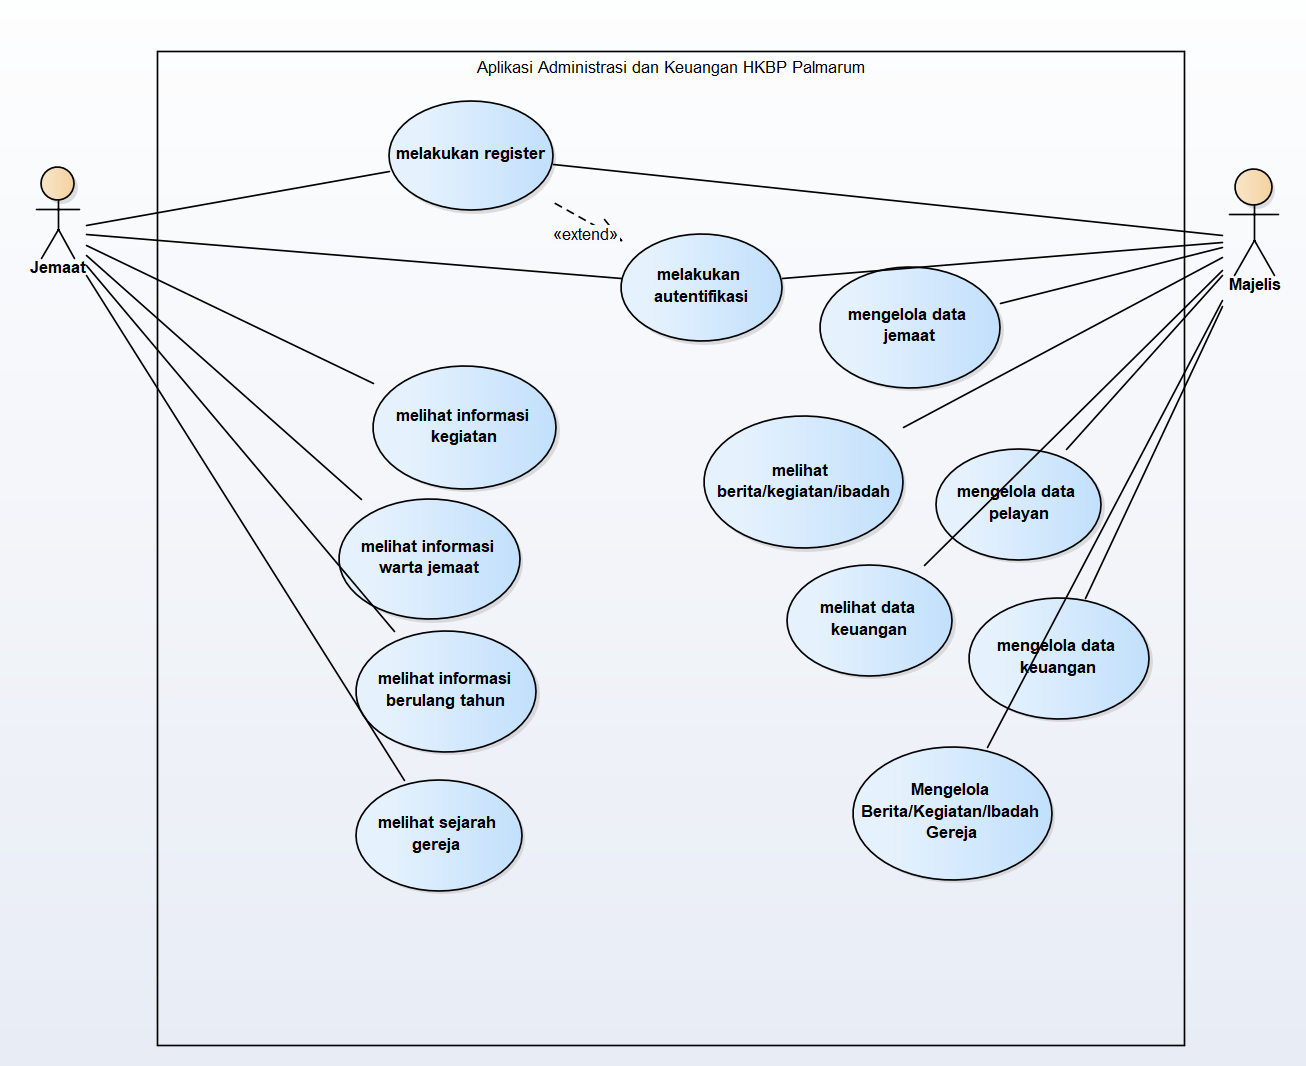 Aplikasi Administrasi dan Keuangan HKBP Palmarum
melakukan register
«extend»
Jemaat
Majelis
melakukan
autentifikasi
mengelola data
jemaat
melihat informasi
kegiatan
melihat
berita/kegiatan/ibadah
mengelola data
pelayan
melihat informasi
warta jemaat
melihat data
keuangan
mengelola data
keuangan
melihat informasi
berulang tahun
melihat sejarah
gereja
Mengelola
Berita/Kegiatan/Ibadah
Gereja